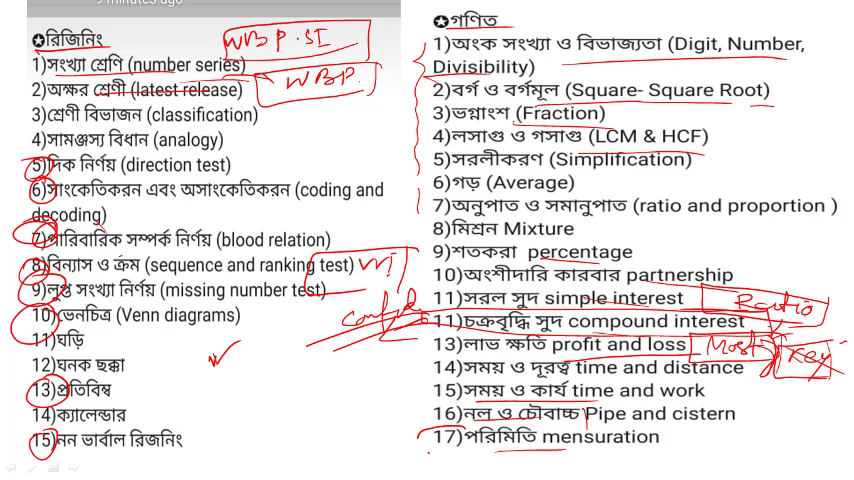 9 minutes ago
✪রিজিনিং
WBP.SI
1)সংখ্যা শ্রেণি (number series)
WBP.
2)অক্ষর শ্রেণী (latest release)
3)শ্রেণী বিভাজন (classification)
4)সামঞ্জস্য বিধান (analogy)
5)দিক নির্ণয় (direction test)
6)সাংকেতিকরন এবং অসাংকেতিকরন (coding and
decoding)
7)পারিবারিক সম্পর্ক নির্ণয় (blood relation)
8)বিন্যাস ও ক্রম (sequence and ranking test)
9)লুপ্ত সংখ্যা নির্ণয় (missing number test)
10)ভেনচিত্র (Venn diagrams)
11)ঘড়ি
12)ঘনক ছক্কা
13)প্রতিবিম্ব
14)ক্যালেন্ডার
15)নন ভার্বাল রিজনিং
✪গণিত
1)অংক সংখ্যা ও বিভাজ্যতা (Digit, Number,
Divisibility)
2)বর্গ ও বর্গমূল (Square- Square Root)
3)ভগ্নাংশ (Fraction)
4)লসাগু ও গসাগু (LCM & HCF)
5)সরলীকরণ (Simplification)
6)গড় (Average)
7)অনুপাত ও সমানুপাত (ratio and proportion )
8)মিশ্রন Mixture
9)শতকরা percentage
10)অংশীদারি কারবার partnership
11)সরল সুদ simple interest
Ratio
11)চক্রবৃদ্ধি সুদ compound interest
13)লাভ ক্ষতি profit and loss
Most
Key
14)সময় ও দূরত্ব time and distance
15)সময় ও কার্য time and work
16)নল ও চৌবাচ্চ Pipe and cistern
17)পরিমিতি mensuration